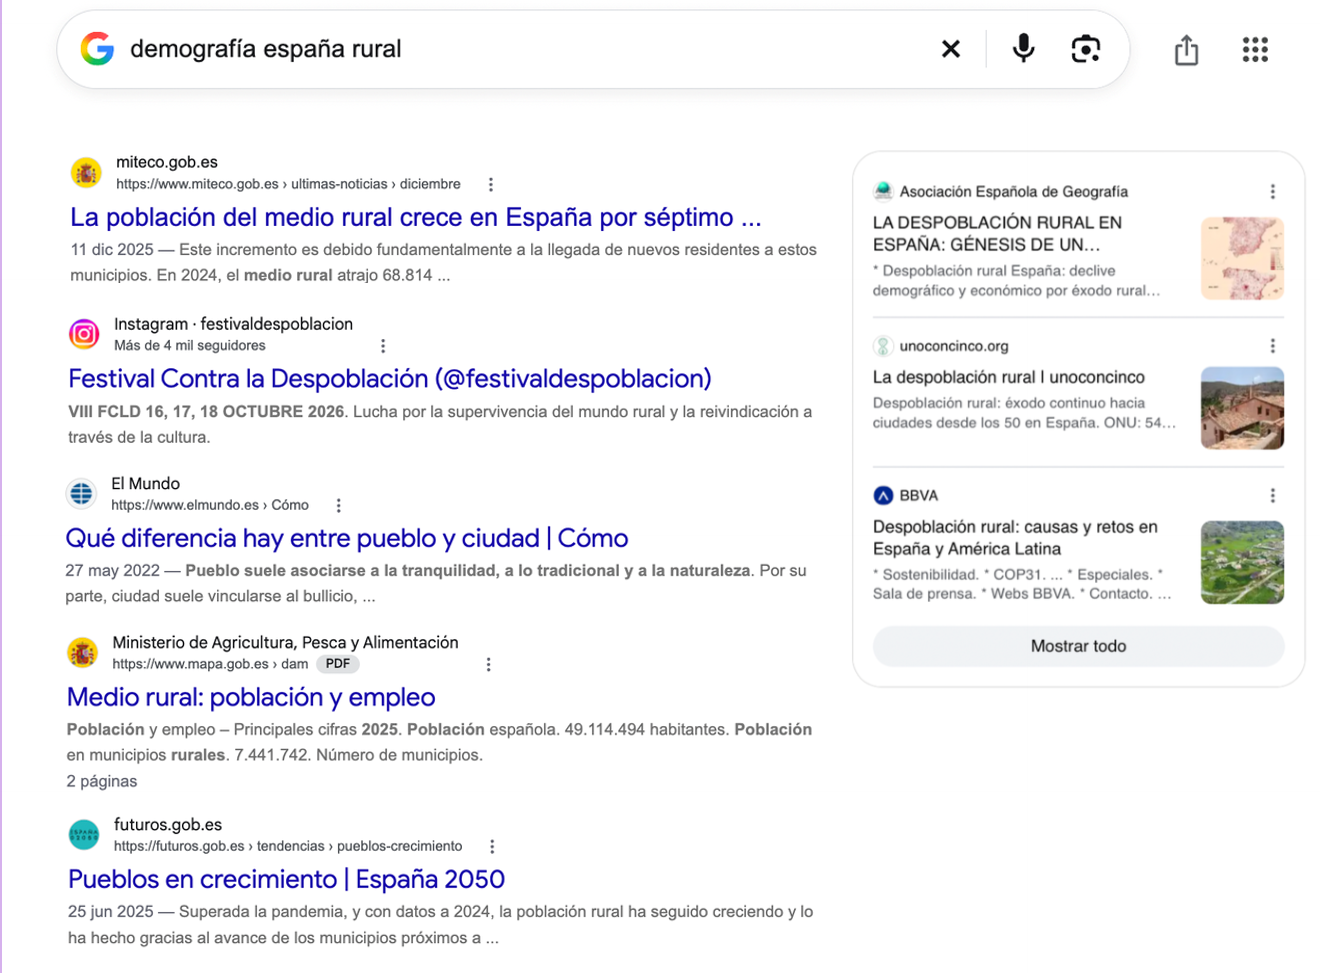 demografía españa rural
miteco.gob.es
https://www.miteco.gob.es › ultimas-noticias › diciembre
La población del medio rural crece en España por séptimo ...
11 dic 2025 — Este incremento es debido fundamentalmente a la llegada de nuevos residentes a estos
municipios. En 2024, el medio rural atrajo 68.814 ...
Instagram · festivaldespoblacion
Más de 4 mil seguidores
Festival Contra la Despoblación (@festivaldespoblacion)
VIII FCLD 16, 17, 18 OCTUBRE 2026. Lucha por la supervivencia del mundo rural y la reivindicación a
través de la cultura.
El Mundo
https://www.elmundo.es › Cómo
Qué diferencia hay entre pueblo y ciudad | Cómo
27 may 2022 — Pueblo suele asociarse a la tranquilidad, a lo tradicional y a la naturaleza. Por su
parte, ciudad suele vincularse al bullicio, ...
Ministerio de Agricultura, Pesca y Alimentación
https://www.mapa.gob.es › dam PDF
Medio rural: población y empleo
Población y empleo – Principales cifras 2025. Población española. 49.114.494 habitantes. Población
en municipios rurales. 7.441.742. Número de municipios.
2 páginas
futuros.gob.es
https://futuros.gob.es › tendencias › pueblos-crecimiento
Pueblos en crecimiento | España 2050
25 jun 2025 — Superada la pandemia, y con datos a 2024, la población rural ha seguido creciendo y lo
ha hecho gracias al avance de los municipios próximos a ...
Asociación Española de Geografía
LA DESPOBLACIÓN RURAL EN
ESPAÑA: GÉNESIS DE UN...
* Despoblación rural España: declive
demográfico y económico por éxodo rural...
unoconcinco.org
La despoblación rural | unoconcinco
Despoblación rural: éxodo continuo hacia
ciudades desde los 50 en España. ONU: 54...
BBVA
Despoblación rural: causas y retos en
España y América Latina
* Sostenibilidad. * COP31. ... * Especiales. *
Sala de prensa. * Webs BBVA. * Contacto. ...
Mostrar todo